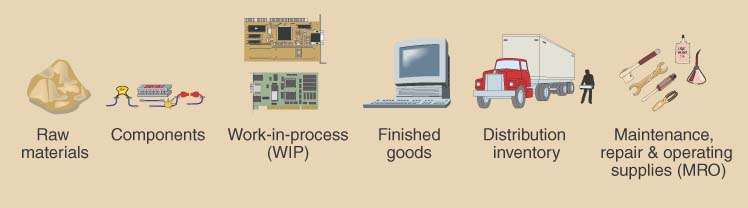 Raw
materials
Components
Work-in-process
(WIP)
Finished
goods
Distribution
inventory
Maintenance,
repair & operating
supplies (MRO)